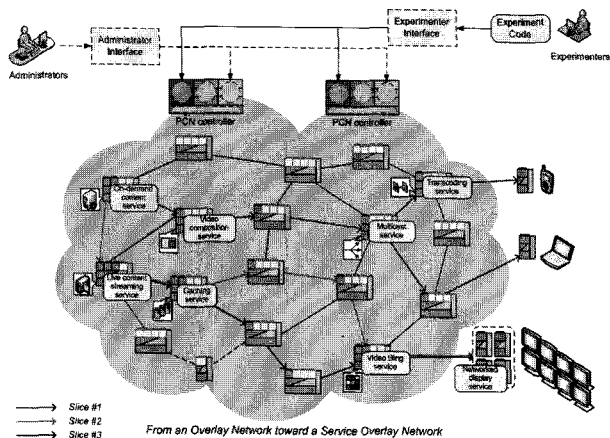 Administrators
Administrator
Interface
Experimenter
Interface
Experiment
Code
Experimenters
PCN controller
PCN controller
On-demand
content
service
Video
composition
service
Transcoding
service
Multicast
service
Live content
streaming
service
Caching
service
Video tiling
service
Networked
display
service
Slice #1
Slice #2
Slice #3
From an Overlay Network toward a Service Overlay Network